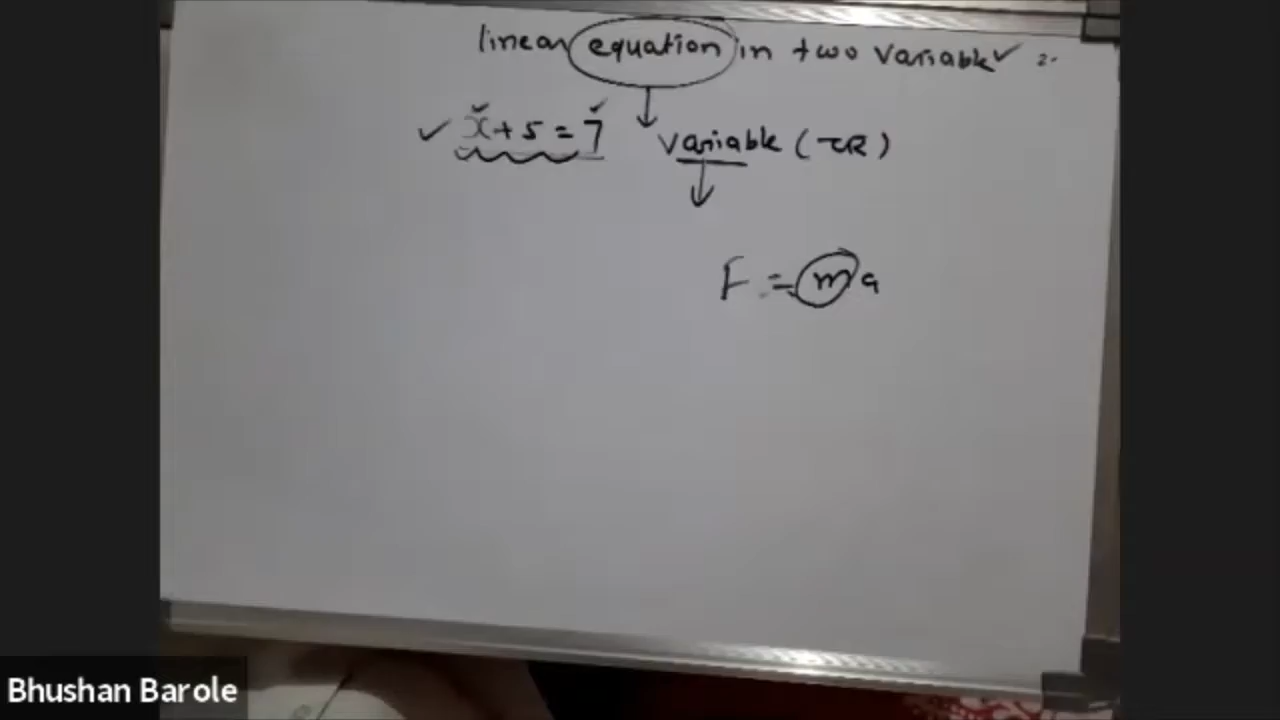 linear equation in two variable ✓
✓ x + 5 = 7
variable (
F = ma
Bhushan Barole